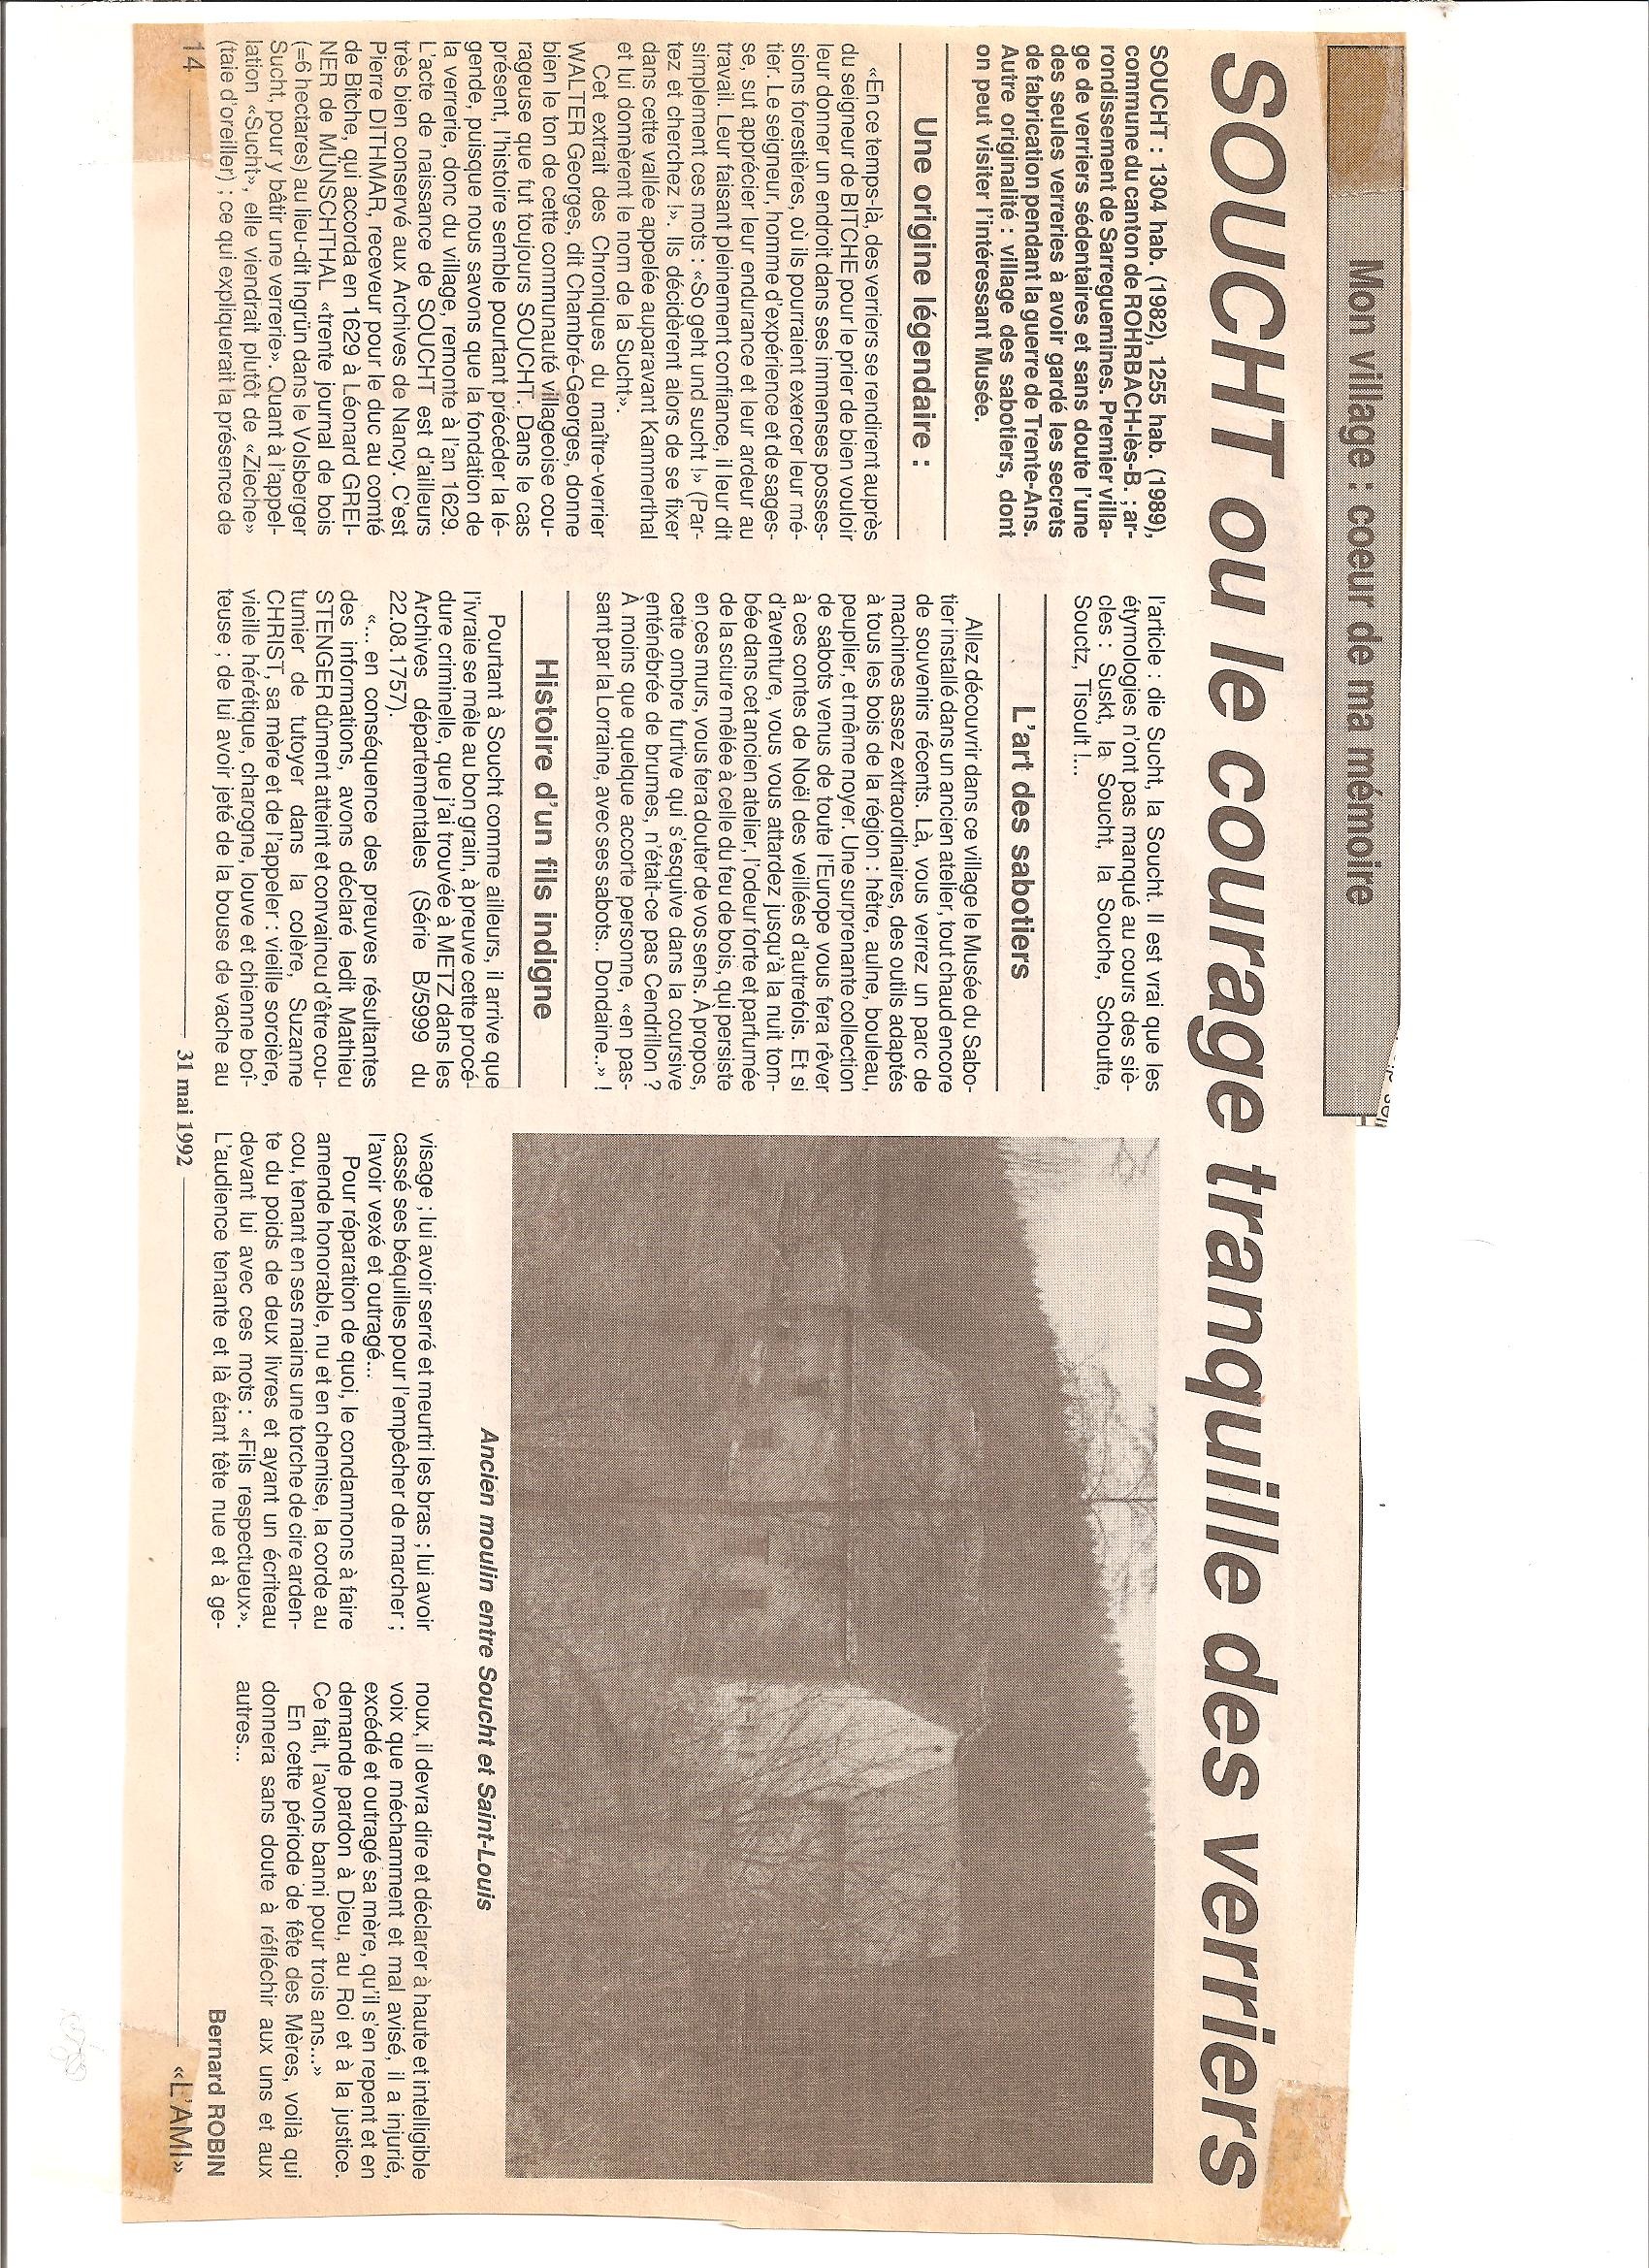 Mon village : coeur de ma mémoire
SOUCHT ou le courage tranquille des verriers
SOUCHT : 1304 hab. (1982), 1255 hab. (1989),
commune du canton de ROHRBACH-lès-B. ; ar-
rondissement de Sarreguemines. Premier villa-
ge de verriers sédentaires et sans doute l'une
des seules verreries à avoir gardé les secrets
de fabrication pendant la guerre de Trente-Ans.
Autre originalité : village des sabotiers, dont
on peut visiter l'intéressant Musée.
Une origine légendaire :
«En ce temps-là, des verriers se rendirent auprès
du seigneur de BITCHE pour le prier de bien vouloir
leur donner un endroit dans ses immenses posses-
sions forestières, où ils pourraient exercer leur mé-
tier. Le seigneur, homme d'expérience et de sages-
se, sut apprécier leur endurance et leur ardeur au
travail. Leur faisant pleinement confiance, il leur dit
simplement ces mots : «So geht und sucht !» (Par-
tez et cherchez !». Ils décidèrent alors de se fixer
dans cette vallée appelée auparavant Kammerthal
et lui donnèrent le nom de la Sucht».
Cet extrait des Chroniques du maître-verrier
WALTER Georges, dit Chambré-Georges, donne
bien le ton de cette communauté villageoise cou-
rageuse que fut toujours SOUCHT. Dans le cas
présent, l'histoire semble pourtant précéder la lé-
gende, puisque nous savons que la fondation de
la verrerie, donc du village, remonte à l'an 1629.
L'acte de naissance de SOUCHT est d'ailleurs
très bien conservé aux Archives de Nancy. C'est
Pierre DITHMAR, receveur pour le duc au comté
de Bitche, qui accorda en 1629 à Léonard GREI-
NER de MÜNSCHTHAL «trente journal de bois
(=6 hectares) au lieu-dit Ingrün dans le Volsberger
Sucht, pour y bâtir une verrerie». Quant à l'appel-
lation «Sucht», elle viendrait plutôt de «Zieche»
(taie d'oreiller) ; ce qui expliquerait la présence de
l'article : die Sucht, la Soucht. Il est vrai que les
étymologies n'ont pas manqué au cours des siè-
cles : Suskt, la Soucht, la Souche, Schoutte,
Souctz, Tisoult !...
L'art des sabotiers
Allez découvrir dans ce village le Musée du Sabo-
tier installé dans un ancien atelier, tout chaud encore
de souvenirs récents. Là, vous verrez un parc de
machines assez extraordinaires, des outils adaptés
à tous les bois de la région : hêtre, aulne, bouleau,
peuplier, et même noyer. Une surprenante collection
de sabots venus de toute l'Europe vous fera rêver
à ces contes de Noël des veillées d'autrefois. Et si
d'aventure, vous vous attardez jusqu'à la nuit tom-
bée dans cet ancien atelier, l'odeur forte et parfumée
de la sciure mêlée à celle du feu de bois, qui persiste
en ces murs, vous fera douter de vos sens. À propos,
cette ombre furtive qui s'esquive dans la coursive
enténébrée de brumes, n'était-ce pas Cendrillon ?
À moins que quelque accorte personne, «en pas-
sant par la Lorraine, avec ses sabots.. Dondaine..» !
Histoire d'un fils indigne
Pourtant à Soucht comme ailleurs, il arrive que
l'ivraie se mêle au bon grain, à preuve cette procé-
dure criminelle, que j'ai trouvée à METZ dans les
Archives départementales (Série B/5999 du
22.08.1757).
“... en conséquence des preuves résultantes
des informations, avons déclaré ledit Mathieu
STENGER dûment atteint et convaincu d'être cou-
tumier de tutoyer dans la colère, Suzanne
CHRIST, sa mère et de l'appeler : vieille sorcière,
vieille hérétique, charogne, louve et chienne boî-
teuse ; de lui avoir jeté de la bouse de vache au
visage ; lui avoir serré et meurtri les bras ; lui avoir
cassé ses béquilles pour l'empêcher de marcher ;
l'avoir vexé et outragé...
Pour réparation de quoi, le condamnons à faire
amende honorable, nu et en chemise, la corde au
cou, tenant en ses mains une torche de cire arden-
te du poids de deux livres et ayant un écriteau
devant lui avec ces mots : «Fils respectueux».
L'audience tenante et là étant tête nue et à ge-
noux, il devra dire et déclarer à haute et intelligible
voix que méchamment et mal avisé, il a injurié,
excédé et outragé sa mère, qu'il s'en repent et en
demande pardon à Dieu, au Roi et à la justice.
Ce fait, l'avons banni pour trois ans...»
En cette période de fête des Mères, voilà qui
donnera sans doute à réfléchir aux uns et aux
autres...
Bernard ROBIN
Ancien moulin entre Soucht et Saint-Louis
14
31 mai 1992
«L'AMI»